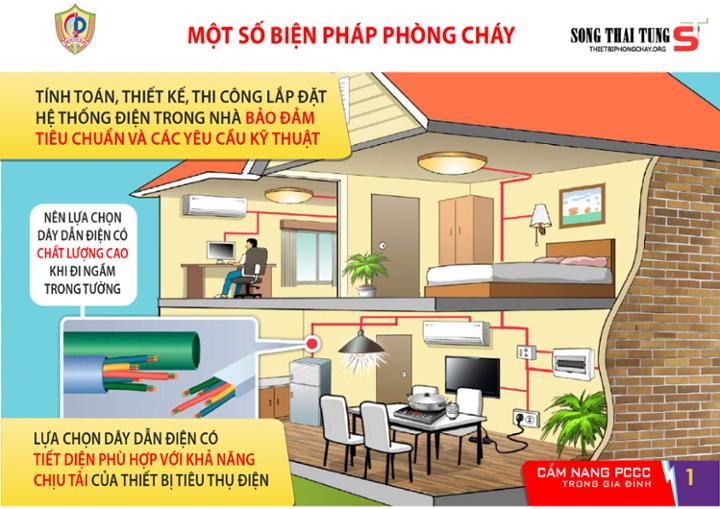 MỘT SỐ BIỆN PHÁP PHÒNG CHÁY
SONG THAI TUNG
THIETBIPHONGCHAY.ORG
ST
TÍNH TOÁN, THIẾT KẾ, THI CÔNG LẮP ĐẶT
HỆ THỐNG ĐIỆN TRONG NHÀ BẢO ĐẢM
TIÊU CHUẨN VÀ CÁC YÊU CẦU KỸ THUẬT
NÊN LỰA CHỌN
DÂY DẪN ĐIỆN CÓ
CHẤT LƯỢNG CAO
KHI ĐI NGẦM
TRONG TƯỜNG
LỰA CHỌN DÂY DẪN ĐIỆN CÓ
TIẾT DIỆN PHÙ HỢP VỚI KHẢ NĂNG
CHỊU TẢI CỦA THIẾT BỊ TIÊU THỤ ĐIỆN
CẨM NANG PCCC
TRONG GIA ĐÌNH
1